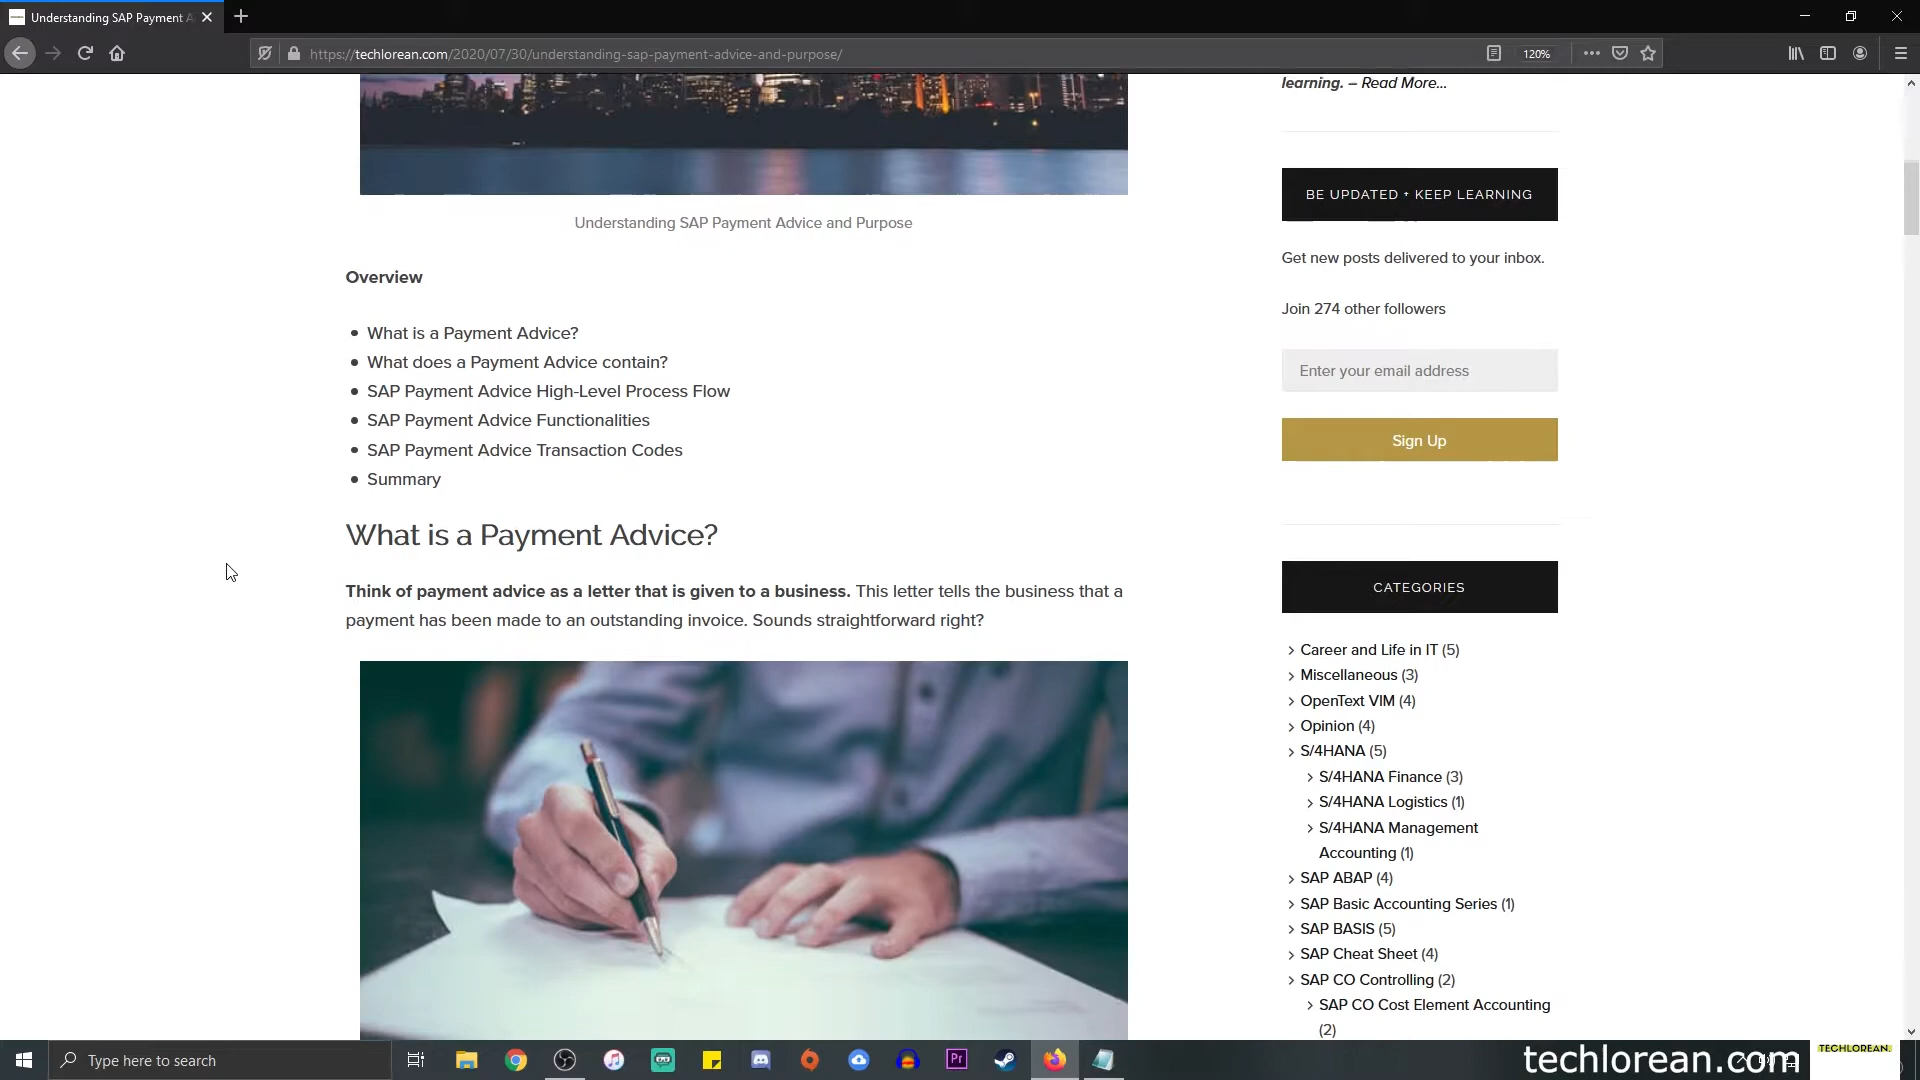 Understanding SAP Payment A
https://techlorean.com/2020/07/30/understanding-sap-payment-advice-and-purpose/
120%
learning. – Read More...
Understanding SAP Payment Advice and Purpose
Overview
What is a Payment Advice?
What does a Payment Advice contain?
SAP Payment Advice High-Level Process Flow
SAP Payment Advice Functionalities
SAP Payment Advice Transaction Codes
Summary
What is a Payment Advice?
Think of payment advice as a letter that is given to a business. This letter tells the business that a
payment has been made to an outstanding invoice. Sounds straightforward right?
BE UPDATED + KEEP LEARNING
Get new posts delivered to your inbox.
Join 274 other followers
Enter your email address
Sign Up
CATEGORIES
Career and Life in IT (5)
Miscellaneous (3)
OpenText VIM (4)
Opinion (4)
S/4HANA (5)
S/4HANA Finance (3)
S/4HANA Logistics (1)
S/4HANA Management
Accounting (1)
SAP ABAP (4)
SAP Basic Accounting Series (1)
SAP BASIS (5)
SAP Cheat Sheet (4)
SAP CO Controlling (2)
SAP CO Cost Element Accounting
(2)
Type here to search
Pr
techlorean.com
TECHLOREAN.